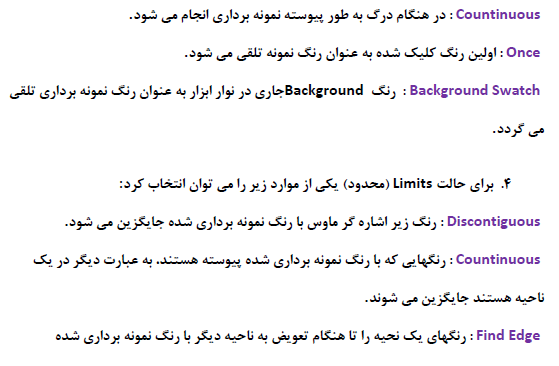 Countinuous : در هنگام درگ به طور پیوسته نمونه برداری انجام می شود.
Once : اولین رنگ کلیک شده به عنوان رنگ نمونه تلقی می شود.
Background Swatch : رنگ Backgroundجاری در نوار ابزار به عنوان رنگ نمونه برداری تلقی
می گردد.
۴. برای حالت Limits (محدود) یکی از موارد زیر را می توان انتخاب کرد:
Discontiguous : رنگ زیر اشاره گر ماوس با رنگ نمونه برداری شده جایگزین می شود.
Countinuous : رنگهایی که با رنگ نمونه برداری شده پیوسته هستند، به عبارت دیگر در یک
ناحیه هستند جایگزین می شوند.
Find Edge : رنگهای یک نحیه را تا هنگام تعویض به ناحیه دیگر با رنگ نمونه برداری شده